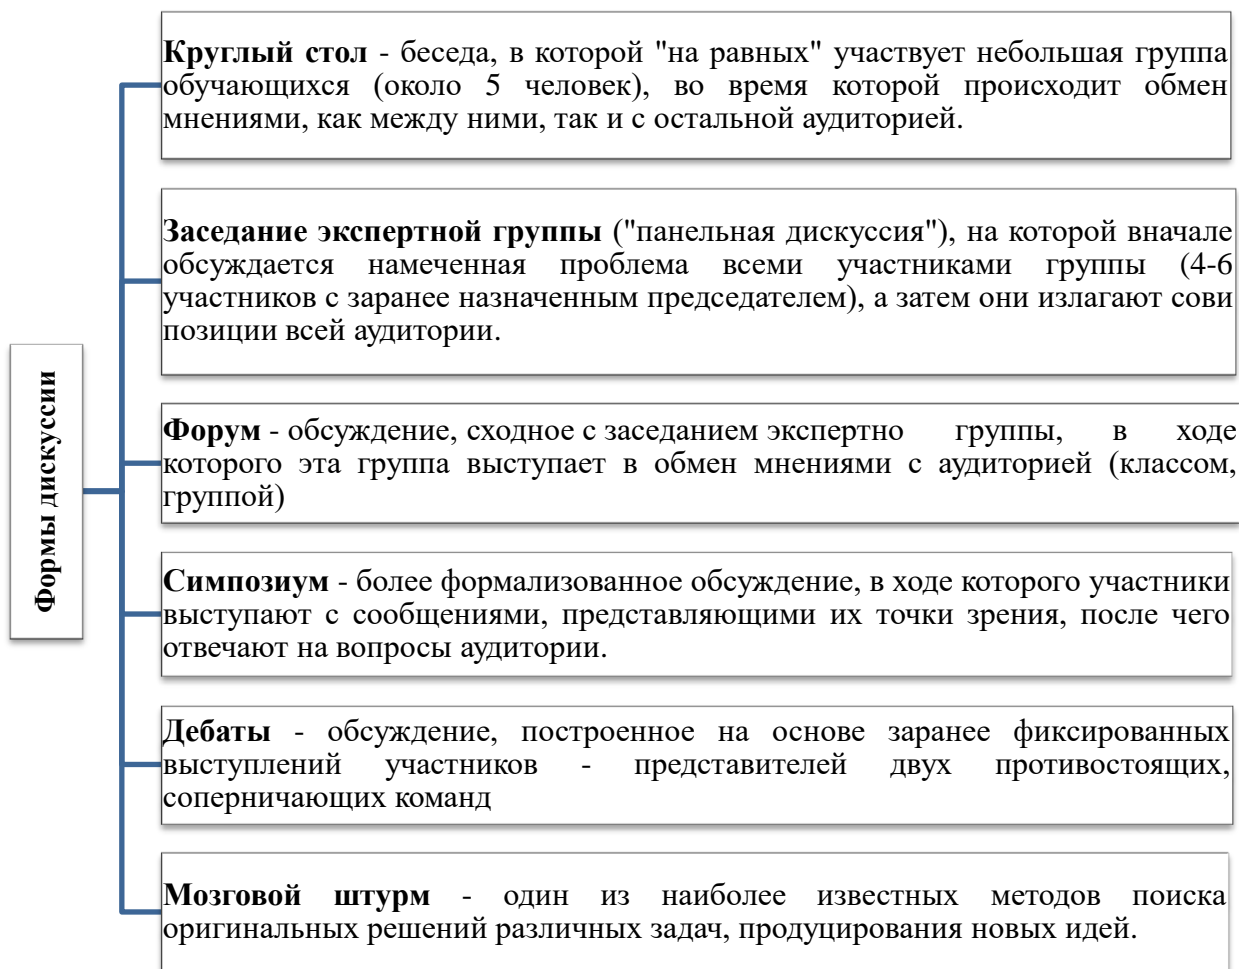 Формы дискуссии
Круглый стол - беседа, в которой "на равных" участвует небольшая группа
обучающихся (около 5 человек), во время которой происходит обмен
мнениями, как между ними, так и с остальной аудиторией.
Заседание экспертной группы ("панельная дискуссия"), на которой вначале
обсуждается намеченная проблема всеми участниками группы (4-6
участников с заранее назначенным председателем), а затем они излагают сови
позиции всей аудитории.
Форум - обсуждение, сходное с заседанием экспертно группы, в ходе
которого эта группа выступает в обмен мнениями с аудиторией (классом,
группой)
Симпозиум - более формализованное обсуждение, в ходе которого участники
выступают с сообщениями, представляющими их точки зрения, после чего
отвечают на вопросы аудитории.
Дебаты - обсуждение, построенное на основе заранее фиксированных
выступлений участников - представителей двух противостоящих,
соперничающих команд
Мозговой штурм - один из наиболее известных методов поиска
оригинальных решений различных задач, продуцирования новых идей.